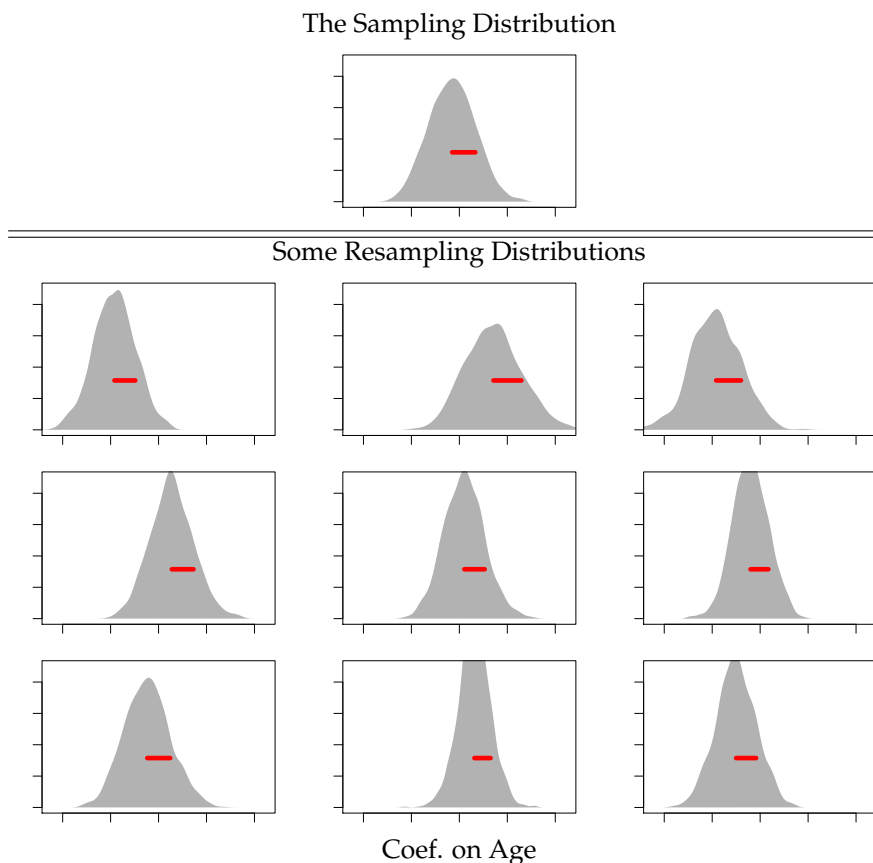 The Sampling Distribution
Some Resampling Distributions
Coef. on Age